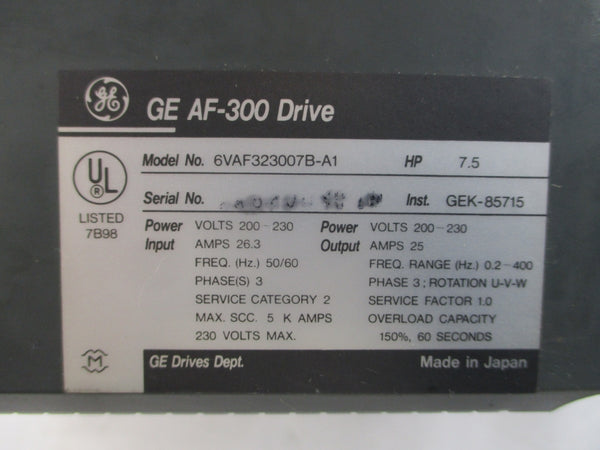 GE
GE AF-300 Drive
Model No. 6VAF323007B-A1 HP 7.5
Serial No. Inst. GEK-85715
UL
R
LISTED
7B98
Power Input
VOLTS 200-230
AMPS 26.3
FREQ. (Hz.) 50/60
PHASE(S) 3
SERVICE CATEGORY 2
MAX. SCC. 5 K AMPS
230 VOLTS MAX.
Power Output
VOLTS 200-230
AMPS 25
FREQ. RANGE (Hz.) 0.2-400
PHASE 3 ; ROTATION U-V-W
SERVICE FACTOR 1.0
OVERLOAD CAPACITY
150%, 60 SECONDS
M
GE Drives Dept. Made in Japan